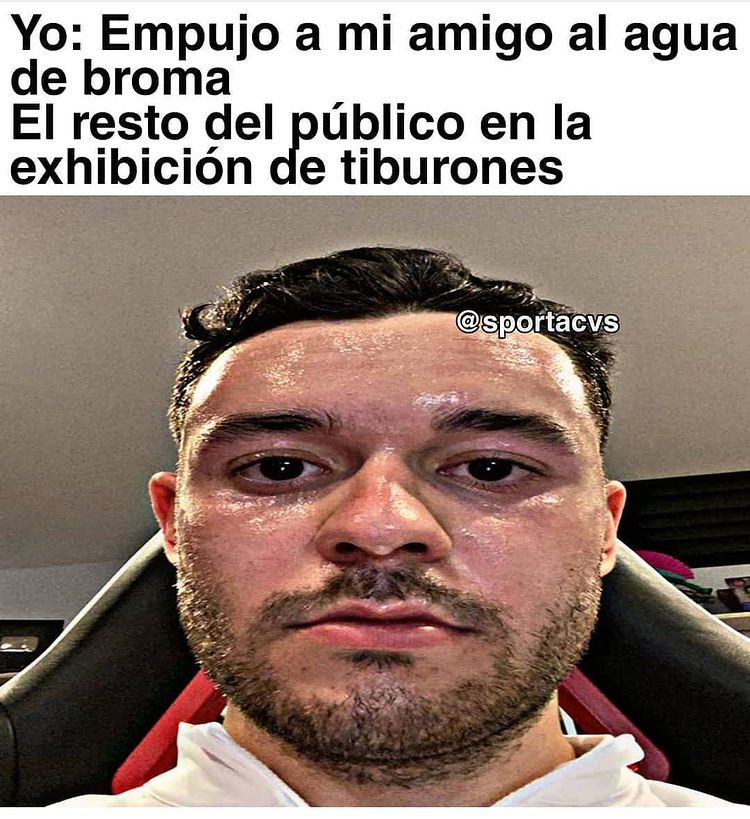 Yo: Empujo a mi amigo al agua
de broma
El resto del público en la
exhibición de tiburones
@sportacvs